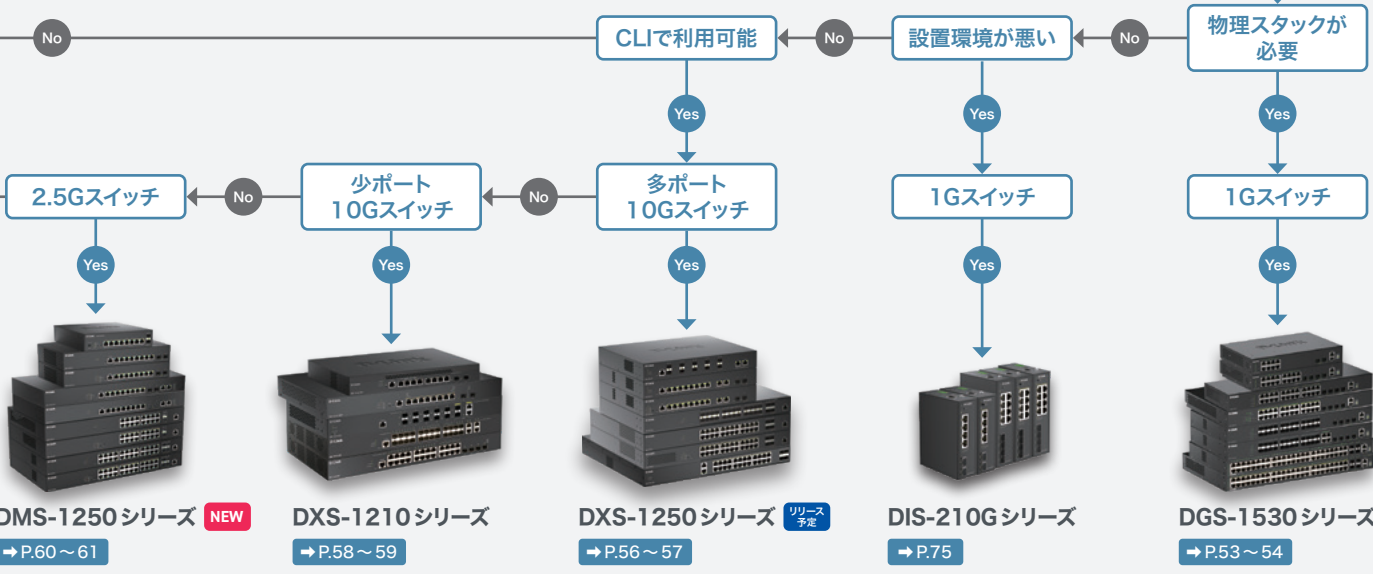 No
CLIで利用可能
No
設置環境が悪い
No
物理スタックが
必要
Yes
Yes
Yes
2.5Gスイッチ
No
少ポート
10Gスイッチ
No
多ポート
10Gスイッチ
1Gスイッチ
1Gスイッチ
Yes
Yes
Yes
Yes
Yes
DMS-1250シリーズ NEW
DXS-1210シリーズ
DXS-1250シリーズ リリース
予定
DIS-210Gシリーズ
DGS-1530シリーズ
➡P.60～61
➡P.58～59
➡P.56～57
➡P.75
➡P.53～54